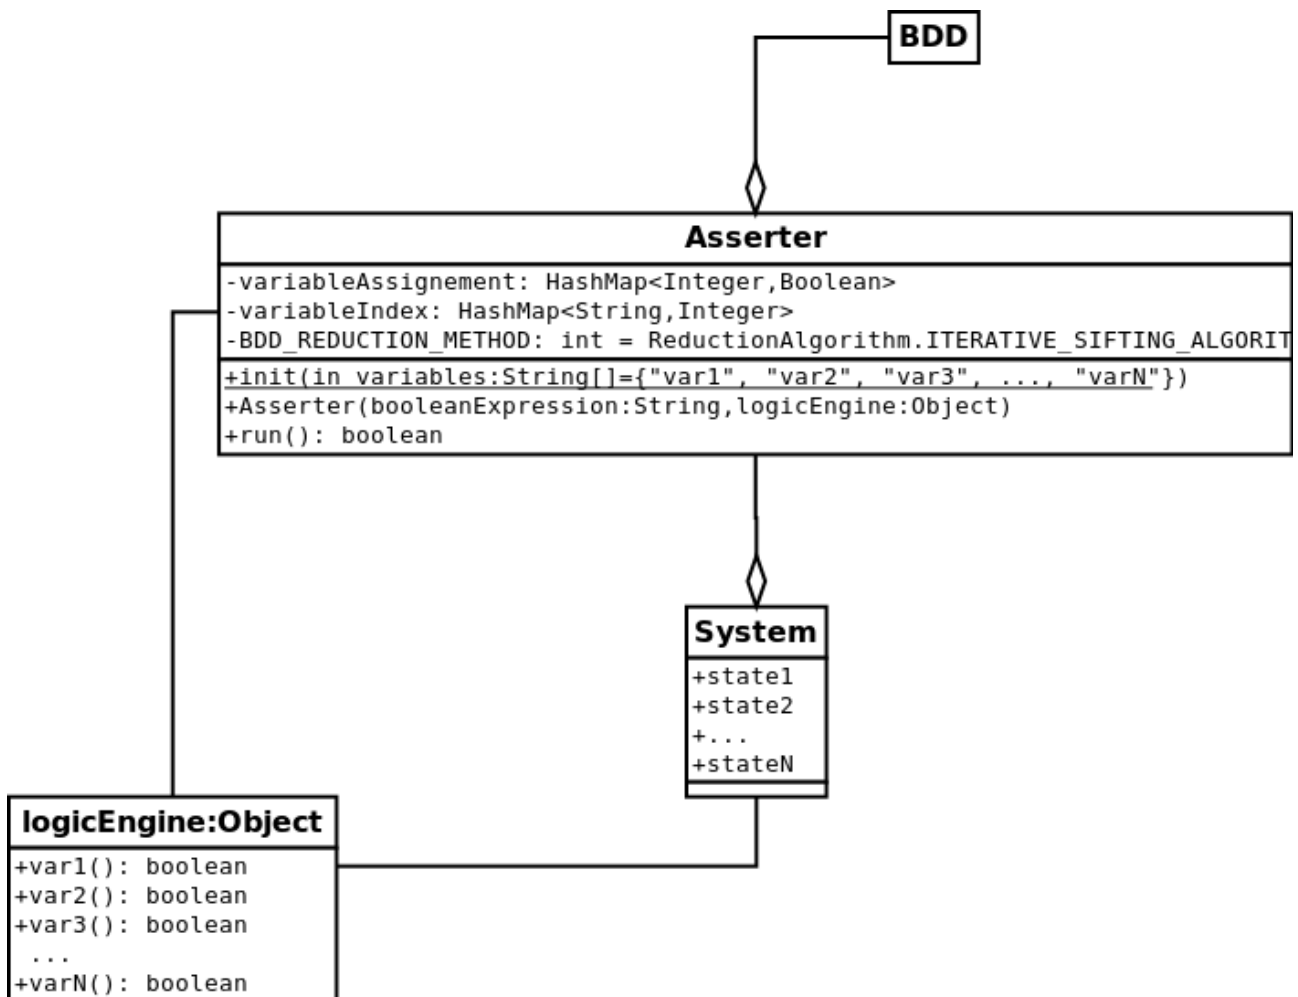 BDD
Asserter
-variableAssignement: HashMap<Integer,Boolean>
-variableIndex: HashMap<String,Integer>
-BDD_REDUCTION_METHOD: int = ReductionAlgorithm.ITERATIVE_SIFTING_ALGORIT
+init(in variables:String[]={"var1", "var2", "var3", ..., "varN"})
+Asserter(booleanExpression:String,logicEngine:Object)
+run(): boolean
System
+state1
+state2
+...
+stateN
logicEngine:Object
+var1(): boolean
+var2(): boolean
+var3(): boolean
...
+varN(): boolean